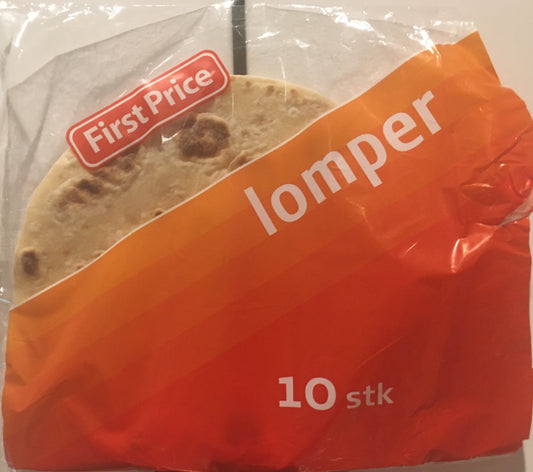 First Price
lomper
10 stk